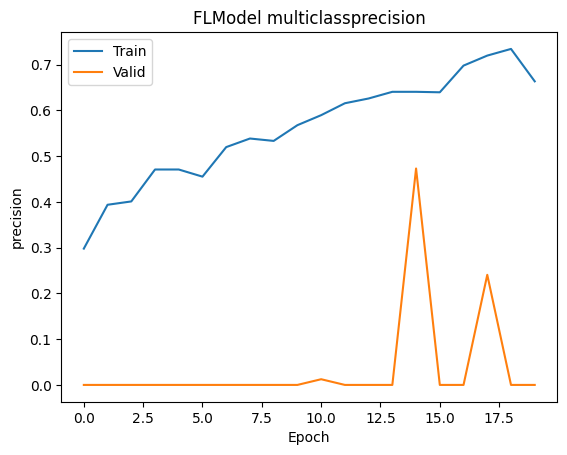 FLModel multiclassprecision
Train
Valid
precision
0.7
0.6
0.5
0.4
0.3
0.2
0.1
0.0
0.0 2.5 5.0 7.5 10.0 12.5 15.0 17.5
Epoch